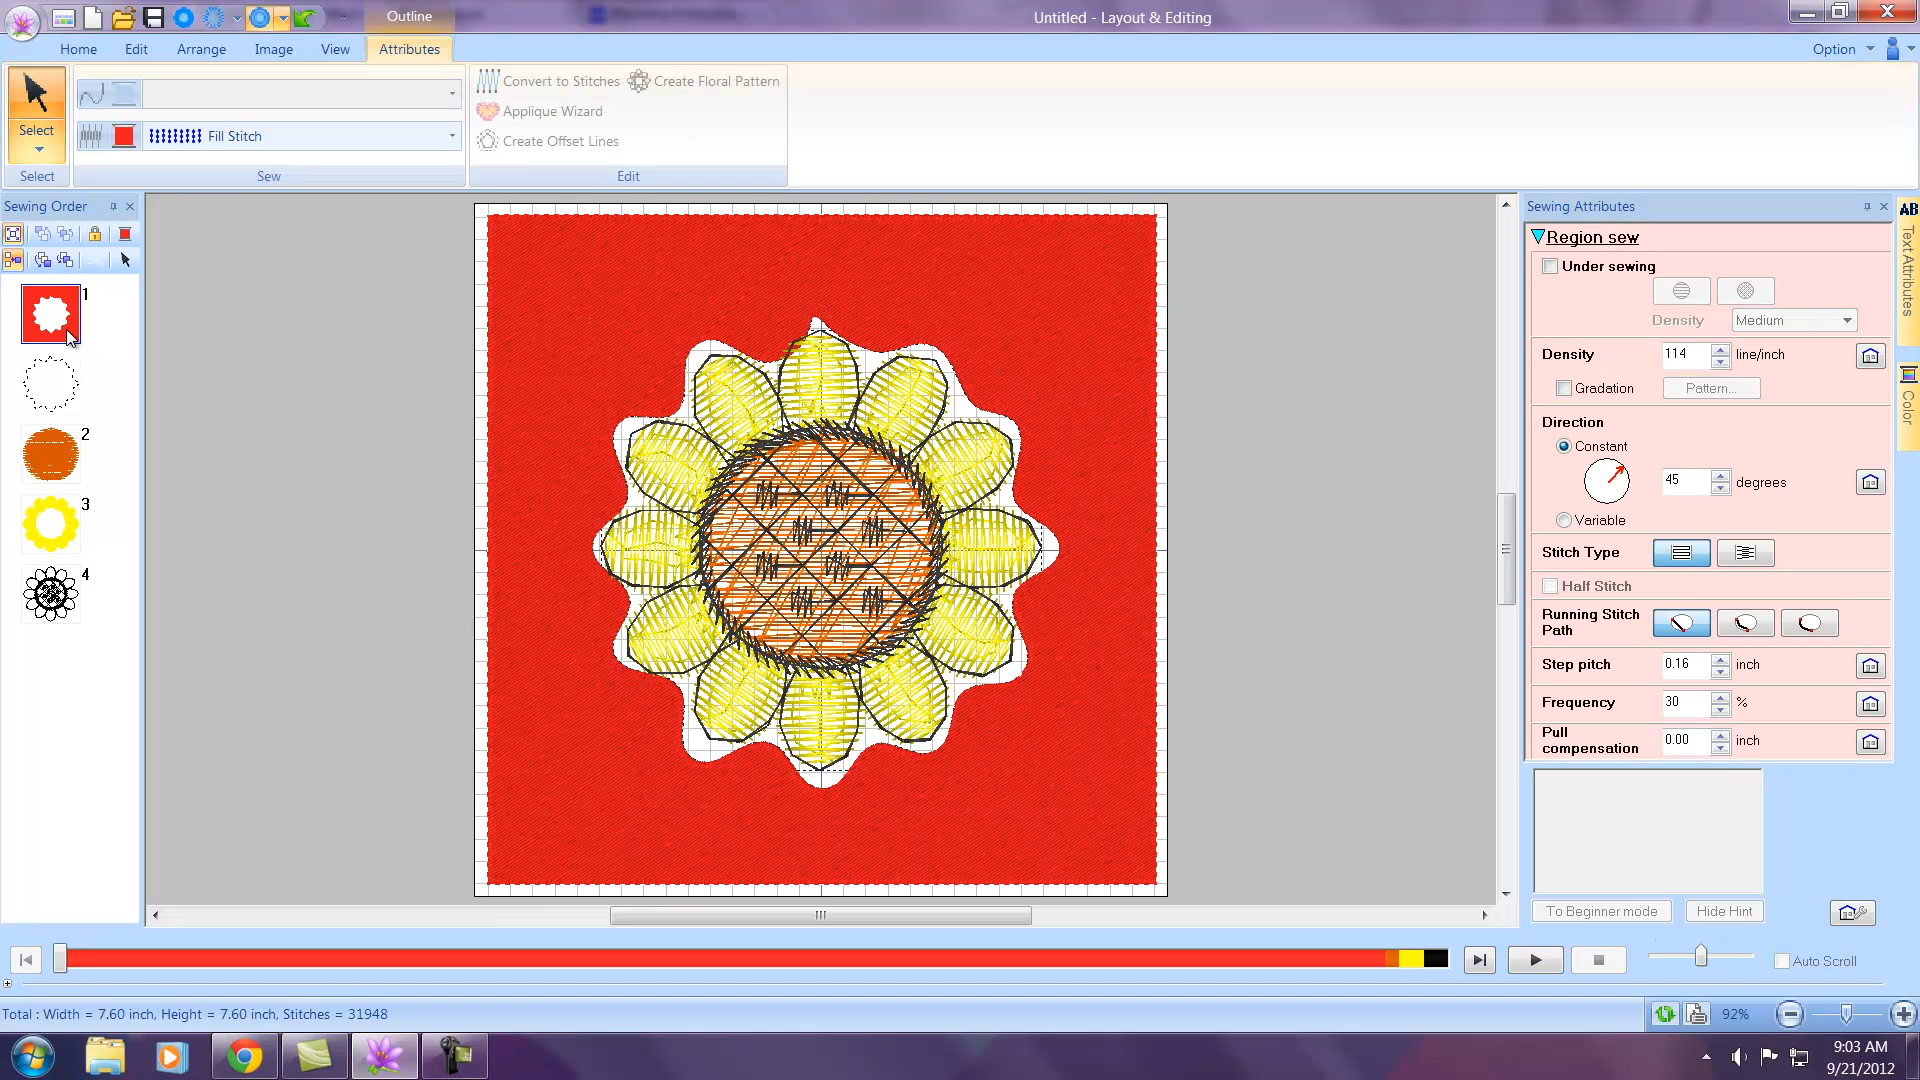 Outline
Untitled - Layout & Editing
Home Edit Arrange Image View Attributes
Option
Select
Select
Fill Stitch
Sew
Convert to Stitches
Create Floral Pattern
Applique Wizard
Create Offset Lines
Edit
Sewing Order
1
2
3
4
Sewing Attributes
Region sew
Under sewing
Density Medium
Density 114 line/inch
Gradation Pattern...
Direction
Constant
45 degrees
Variable
Stitch Type
Half Stitch
Running Stitch
Path
Step pitch 0.16 inch
Frequency 30 %
Pull
compensation 0.00 inch
To Beginner mode Hide Hint
AB
Text Attributes
Color
Auto Scroll
Total : Width = 7.60 inch, Height = 7.60 inch, Stitches = 31948
92%
9:03 AM
9/21/2012